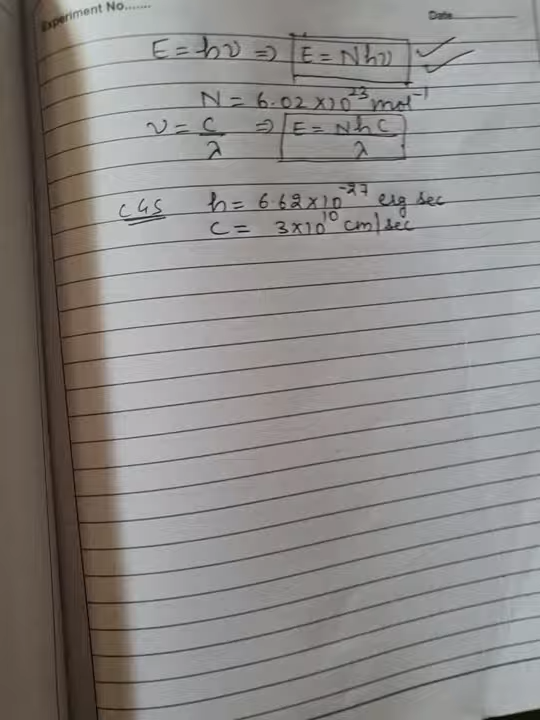 Experiment No.......
Date
E = hν ⇒ E = Nhν
N = 6.02 × 10^23 mol^-1
ν = C/λ ⇒ E = NhC/λ
CGS h = 6.62 × 10^-27 erg sec
C = 3 × 10^10 cm/sec